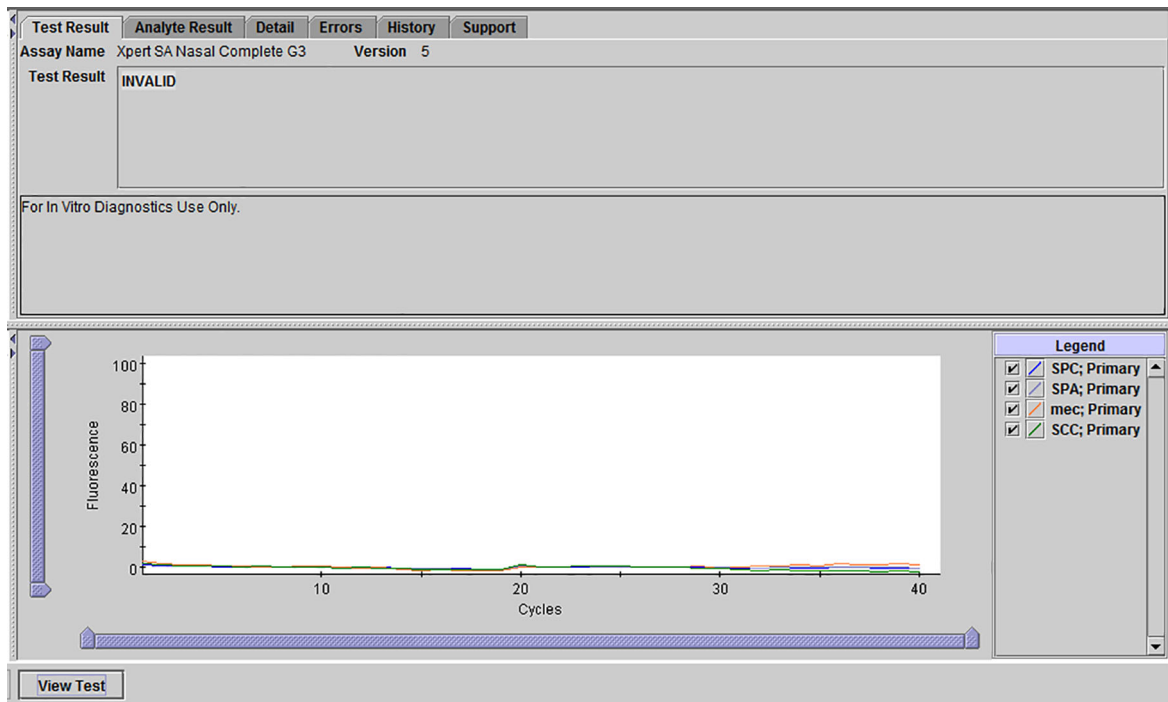 Test Result Analyte Result Detail Errors History Support
Assay Name Xpert SA Nasal Complete G3 Version 5
Test Result INVALID
For In Vitro Diagnostics Use Only.
100
80
60
40
20
0
Fluorescence
10 20 30 40
Cycles
Legend
SPC; Primary
SPA; Primary
mec; Primary
SCC; Primary
View Test